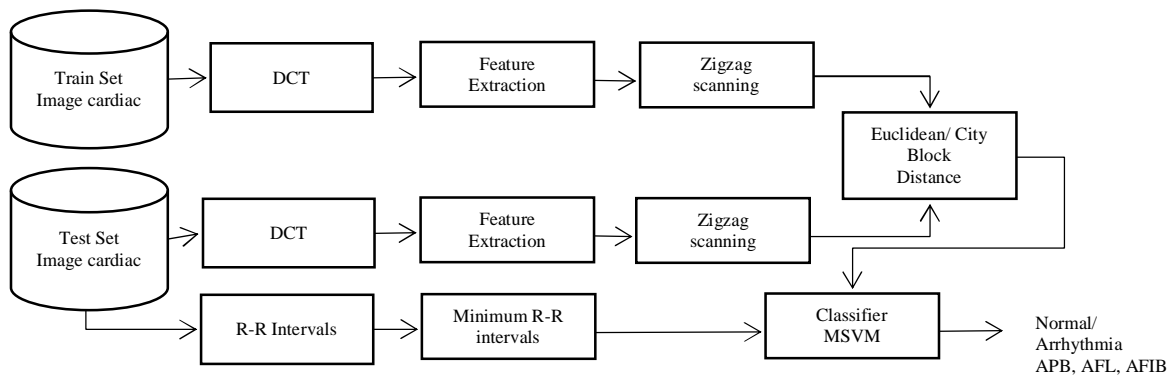 Train Set
Image cardiac
DCT
Feature
Extraction
Zigzag
scanning
Euclidean/ City
Block
Distance
Test Set
Image cardiac
DCT
Feature
Extraction
Zigzag
scanning
R-R Intervals
Minimum R-R
intervals
Classifier
MSVM
Normal/
Arrhythmia
APB, AFL, AFIB